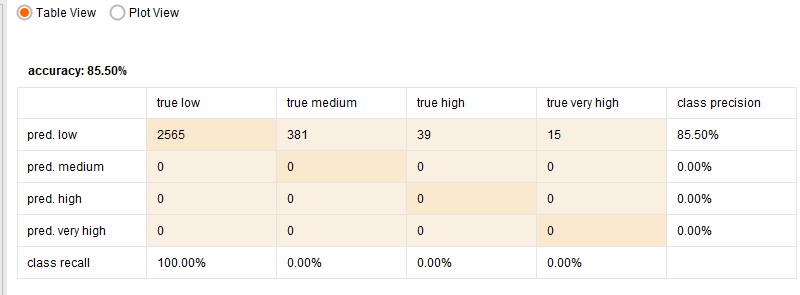 Table View Plot View
accuracy: 85.50%
true low true medium true high true very high class precision
pred. low 2565 381 39 15 85.50%
pred. medium 0 0 0 0 0.00%
pred. high 0 0 0 0 0.00%
pred. very high 0 0 0 0 0.00%
class recall 100.00% 0.00% 0.00% 0.00%